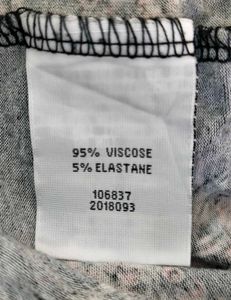 95% VISCOSE
5% ELASTANE
106837
2018093